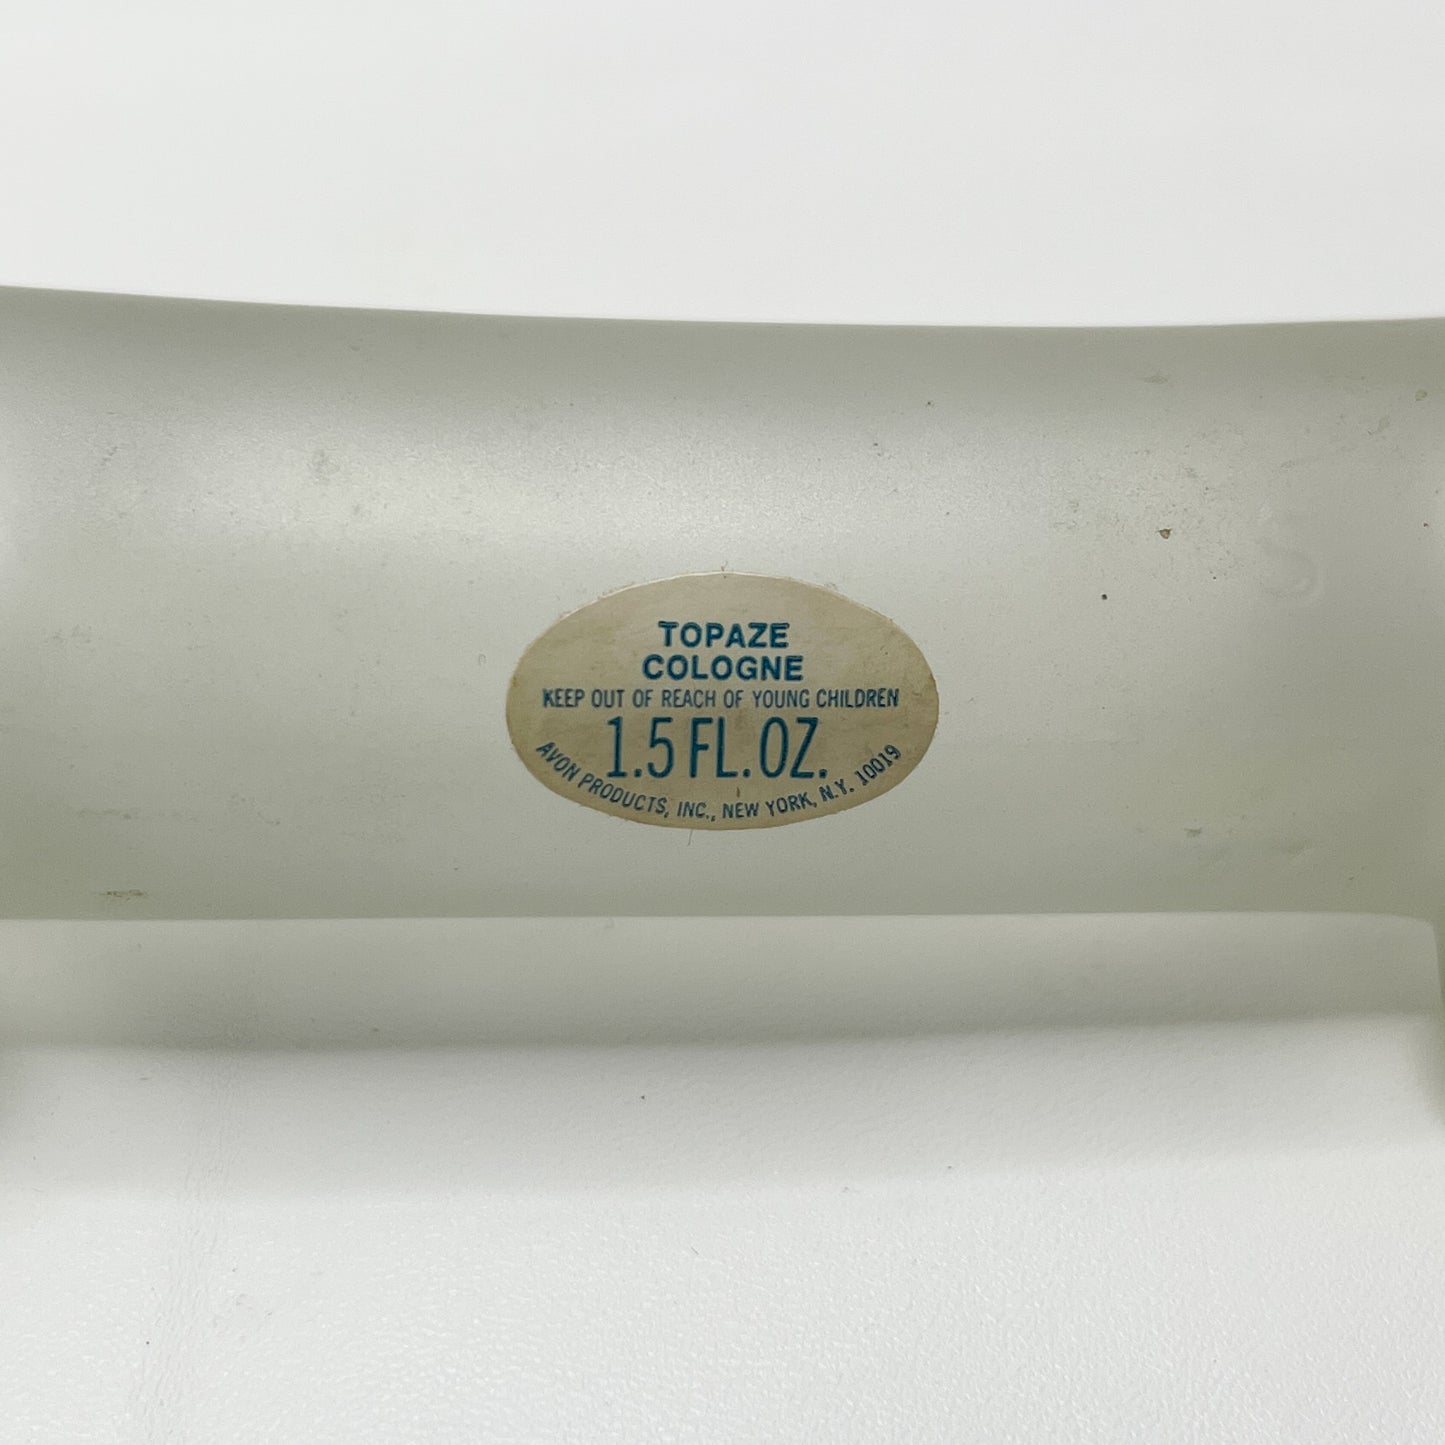 TOPAZE
COLOGNE
KEEP OUT OF REACH OF YOUNG CHILDREN
1.5 FL. OZ.
AVON PRODUCTS, INC., NEW YORK, N.Y. 10019